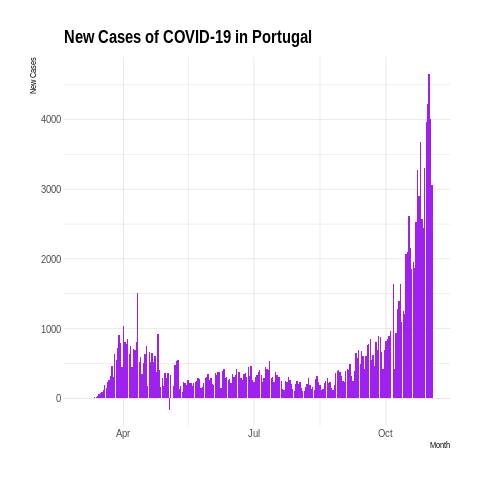 New Cases of COVID-19 in Portugal
New Cases
4000
3000
2000
1000
0
Apr
Jul
Oct
Month